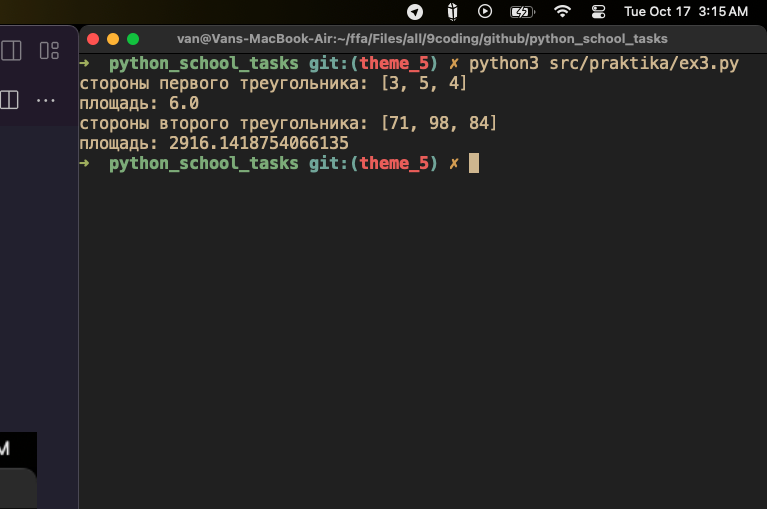 Tue Oct 17 3:15 AM
van@Vans-MacBook-Air:~/ffa/Files/all/9coding/github/python_school_tasks
➜ python_school_tasks git:(theme_5) ✗ python3 src/praktika/ex3.py
стороны первого треугольника: [3, 5, 4]
площадь: 6.0
стороны второго треугольника: [71, 98, 84]
площадь: 2916.1418754066135
➜ python_school_tasks git:(theme_5) ✗
M